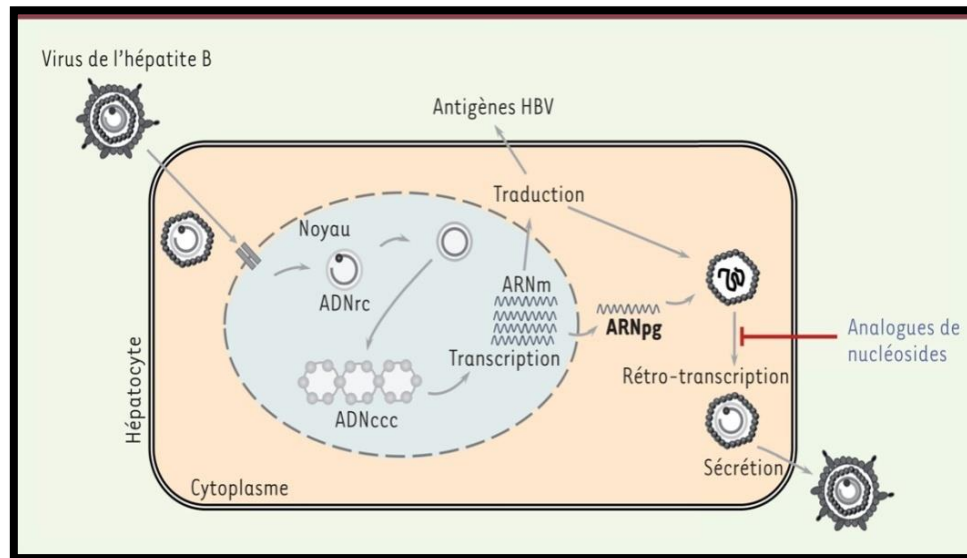 Virus de l'hépatite B
Antigènes HBV
Traduction
Noyau
ADNrc
ARNm
ARNpg
Transcription
Analogues de
nucléosides
Rétro-transcription
ADNccc
Hépatocyte
Sécrétion
Cytoplasme